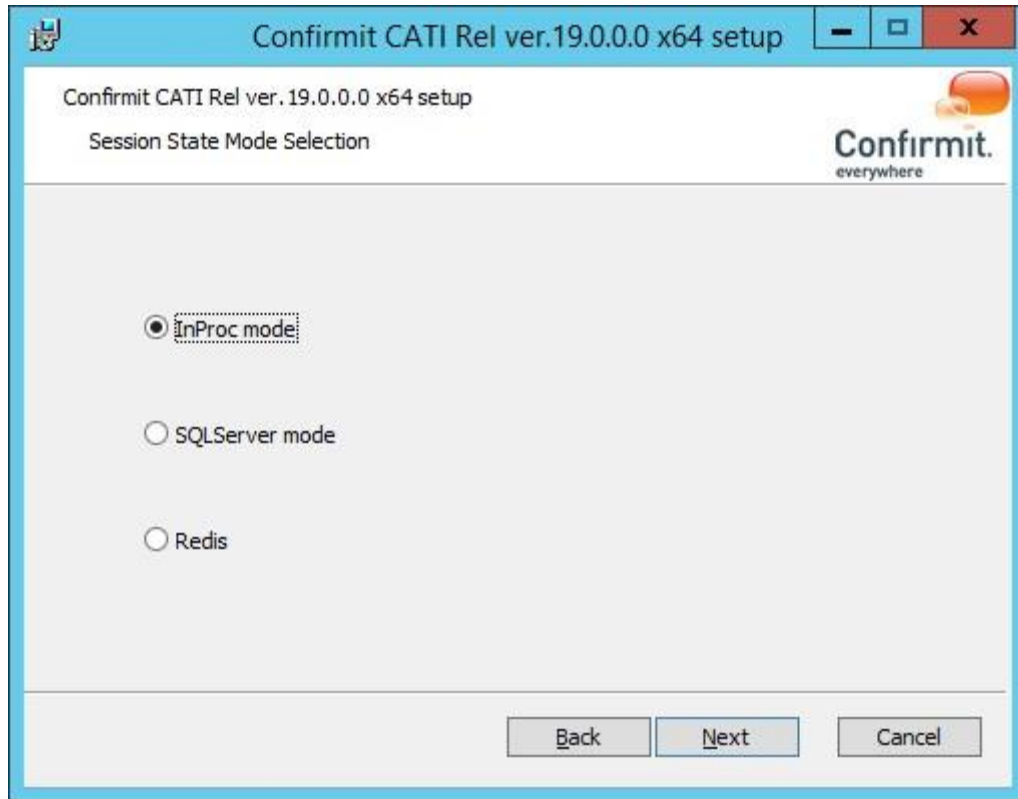 Confirmit CATI Rel ver.19.0.0.0 x64 setup
Confirmit CATI Rel ver. 19.0.0.0 x64 setup
Session State Mode Selection
Confirmit.
everywhere
InProc mode
SQLServer mode
Redis
Back Next Cancel